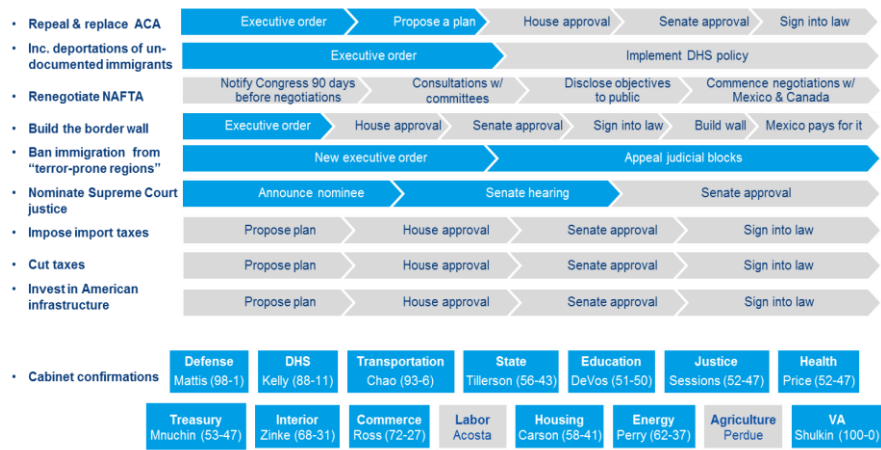 • Repeal & replace ACA
Executive order
Propose a plan
House approval
Senate approval
Sign into law
• Inc. deportations of un-
documented immigrants
Executive order
Implement DHS policy
• Renegotiate NAFTA
Notify Congress 90 days
before negotiations
Consultations w/
committees
Disclose objectives
to public
Commence negotiations w/
Mexico & Canada
• Build the border wall
Executive order
House approval
Senate approval
Sign into law
Build wall
Mexico pays for it
• Ban immigration from
“terror-prone regions”
New executive order
Appeal judicial blocks
• Nominate Supreme Court
justice
Announce nominee
Senate hearing
Senate approval
• Impose import taxes
Propose plan
House approval
Senate approval
Sign into law
• Cut taxes
Propose plan
House approval
Senate approval
Sign into law
• Invest in American
infrastructure
Propose plan
House approval
Senate approval
Sign into law
• Cabinet confirmations
Defense
Mattis (98-1)
DHS
Kelly (88-11)
Transportation
Chao (93-6)
State
Tillerson (56-43)
Education
DeVos (51-50)
Justice
Sessions (52-47)
Health
Price (52-47)
Treasury
Mnuchin (53-47)
Interior
Zinke (68-31)
Commerce
Ross (72-27)
Labor
Acosta
Housing
Carson (58-41)
Energy
Perry (62-37)
Agriculture
Perdue
VA
Shulkin (100-0)